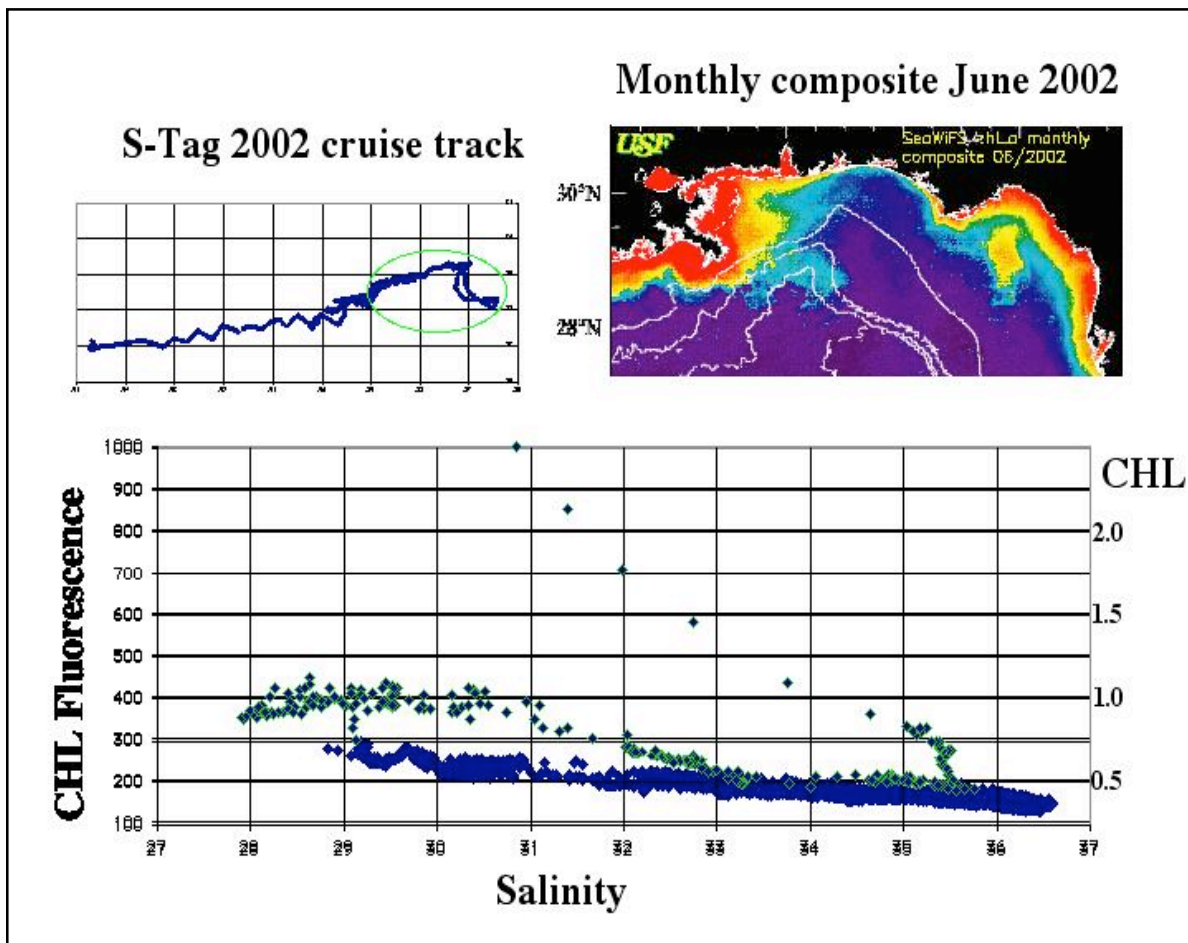 Monthly composite June 2002
S-Tag 2002 cruise track
USF
SeaWiFS chLa monthly
composite 06/2002
30°N
28°N
1000
900
800
700
600
500
400
300
200
100
CHL Fluorescence
CHL
2.0
1.5
1.0
0.5
27 28 29 30 31 32 33 34 35 36 37
Salinity